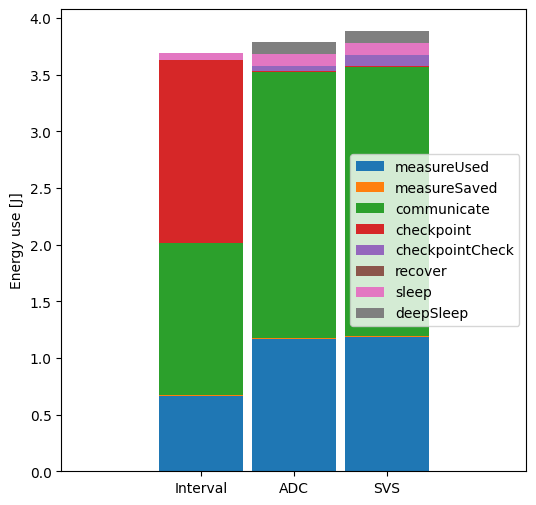 4.0
3.5
3.0
2.5
2.0
1.5
1.0
0.5
0.0
Energy use [J]
Interval
ADC
SVS
measureUsed
measureSaved
communicate
checkpoint
checkpointCheck
recover
sleep
deepSleep